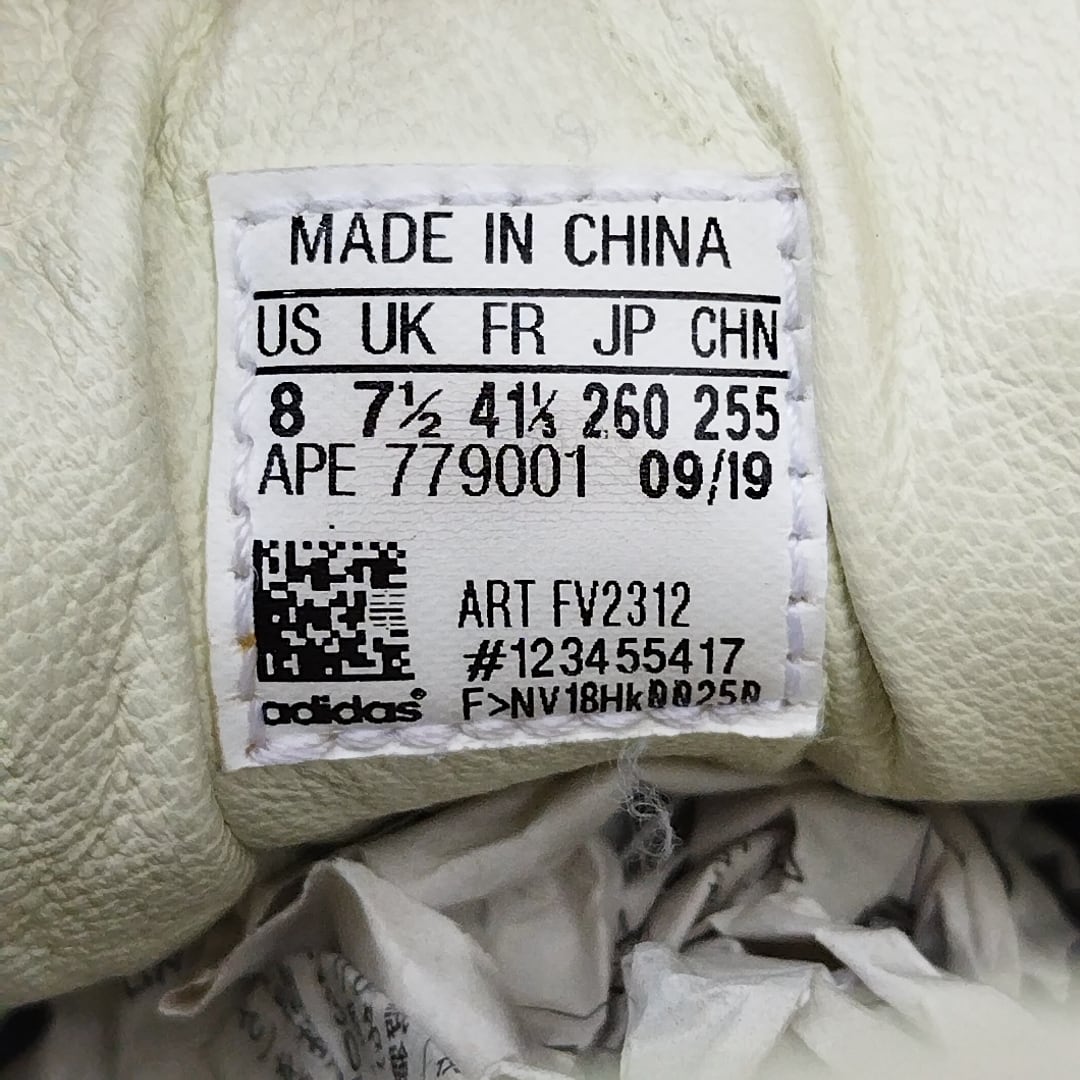 MADE IN CHINA
US UK FR JP CHN
8 7½ 41⅓ 260 255
APE 779001 09/19
ART FV2312
#123455417
adidas®